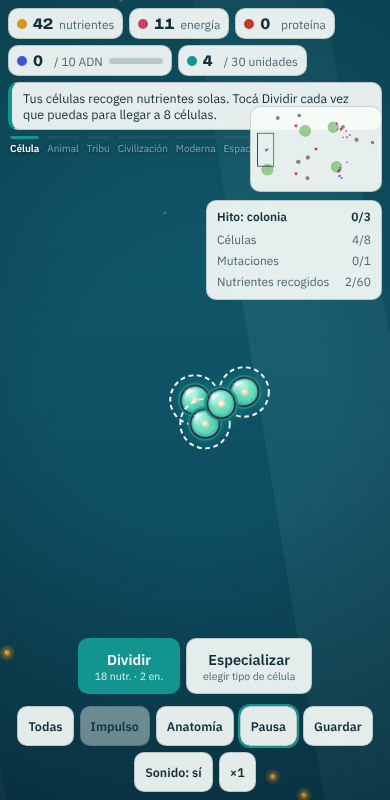 42 nutrientes
11 energía
0 proteína
0 / 10 ADN
4 / 30 unidades
Tus células recogen nutrientes solas. Tocá Dividir cada vez
que puedas para llegar a 8 células.
Célula Animal Tribu Civilización Moderna
Hito: colonia 0/3
Células 4/8
Mutaciones 0/1
Nutrientes recogidos 2/60
Dividir
18 nutr. · 2 en.
Especializar
elegir tipo de célula
Todas Impulso Anatomía Pausa Guardar
Sonido: sí ×1